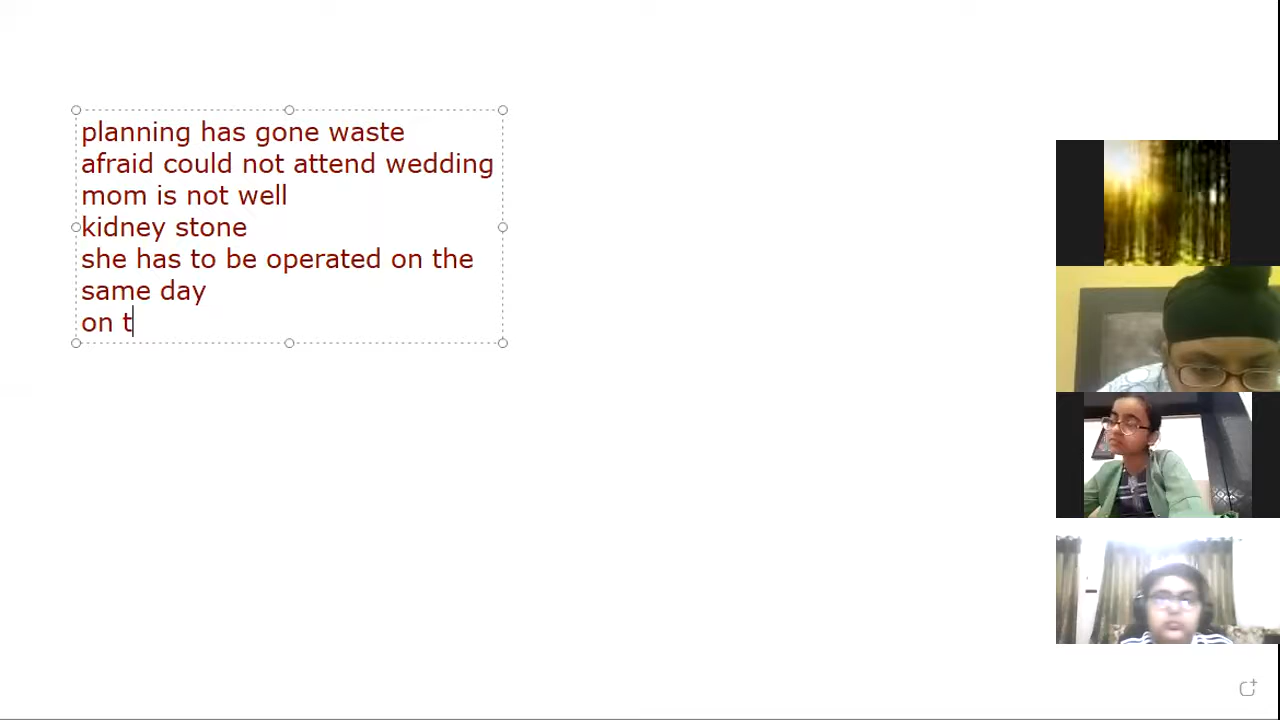 planning has gone waste
afraid could not attend wedding
mom is not well
kidney stone
she has to be operated on the
same day
on t